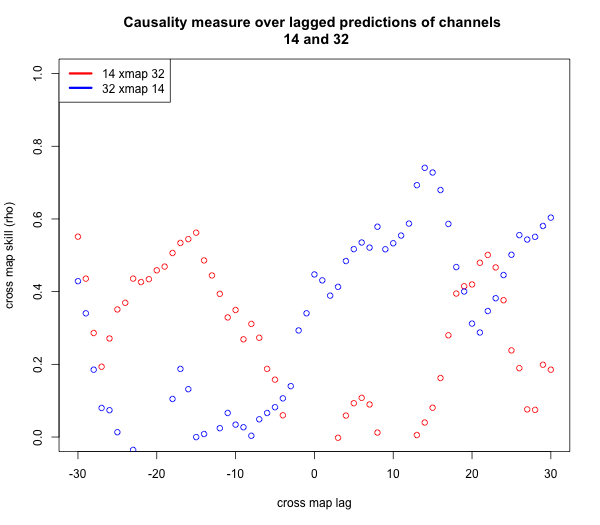 Causality measure over lagged predictions of channels
14 and 32
14 xmap 32
32 xmap 14
cross map skill (rho)
1.0
0.8
0.6
0.4
0.2
0.0
-30 -20 -10 0 10 20 30
cross map lag